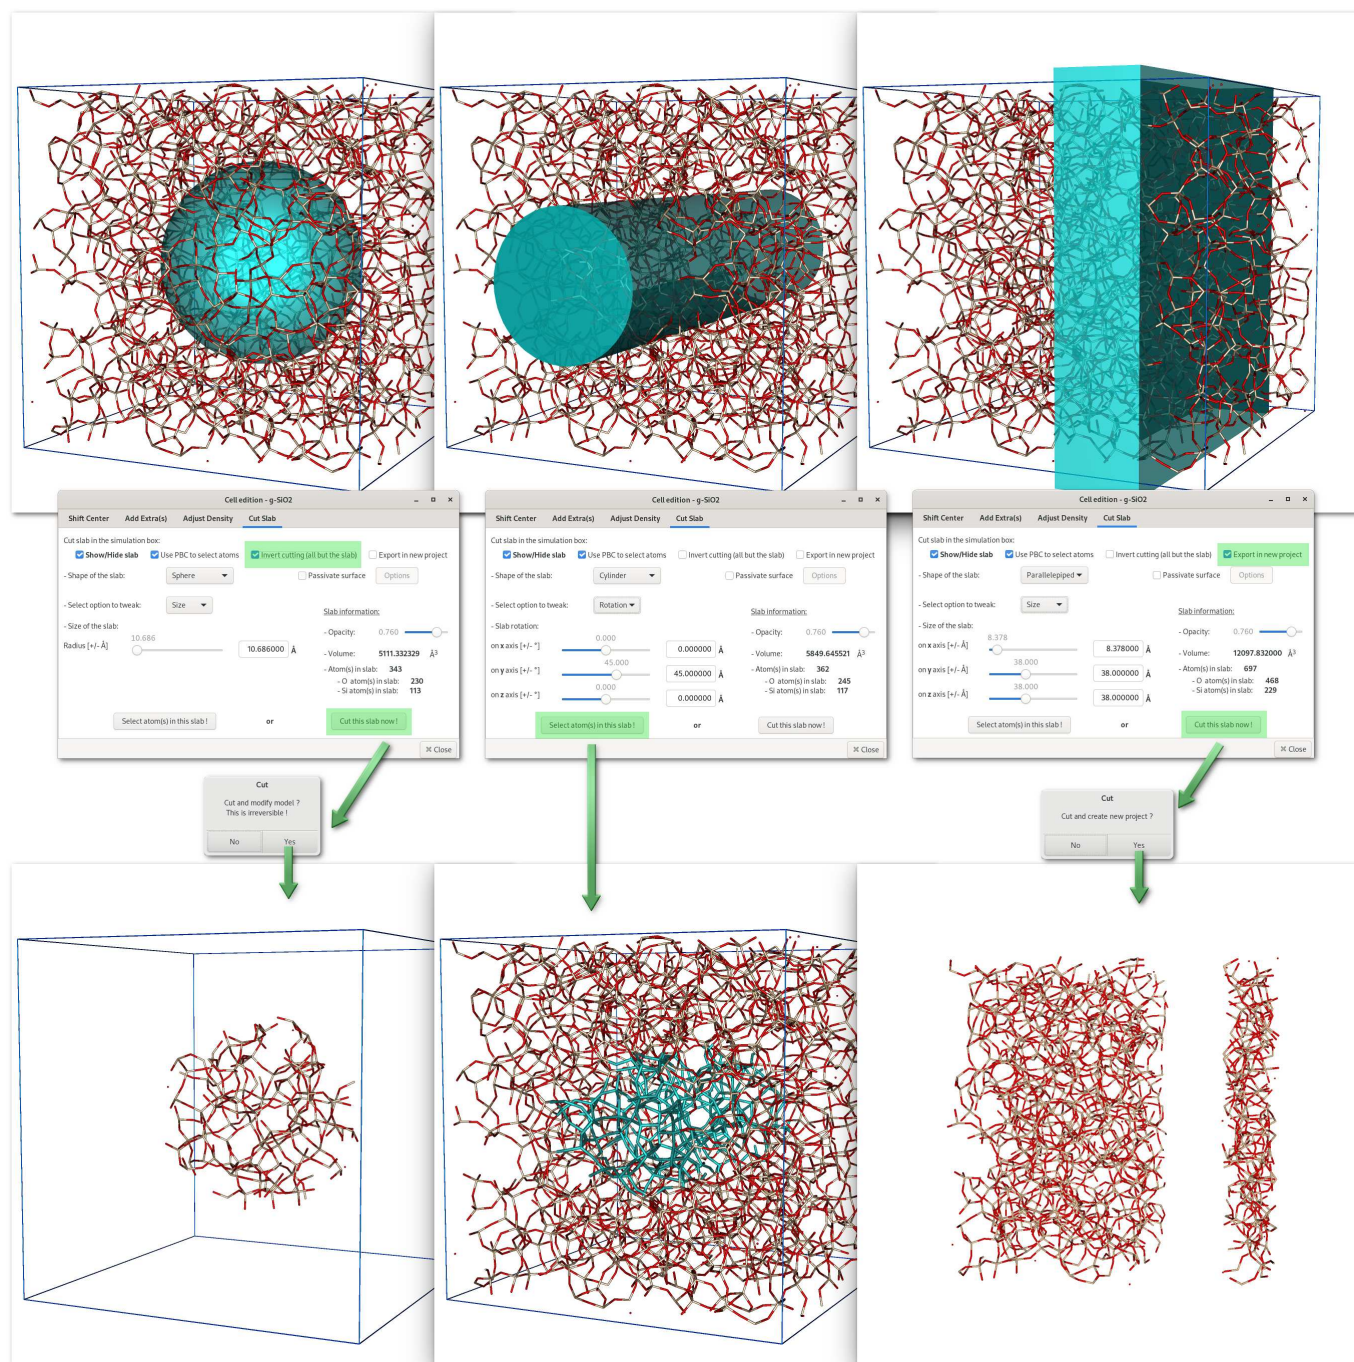 Cell edition - g-SiO2
Shift Center Add Extra(s) Adjust Density Cut Slab
Cut slab in the simulation box:
Show/Hide slab Use PBC to select atoms Invert cutting (all but the slab) Export in new project
- Shape of the slab: Sphere Passivate surface Options
- Select option to tweak: Size Slab information:
- Size of the slab: - Opacity: 0.760
10.686
Radius [+/- Å] 10.686000 Å - Volume: 5111.332329 Å³
- Atom(s) in slab: 343
- O atom(s) in slab: 230
- Si atom(s) in slab: 113
Select atom(s) in this slab ! or Cut this slab now !
Close
Cut
Cut and modify model ?
This is irreversible !
No Yes
Cell edition - g-SiO2
Shift Center Add Extra(s) Adjust Density Cut Slab
Cut slab in the simulation box:
Show/Hide slab Use PBC to select atoms Invert cutting (all but the slab) Export in new project
- Shape of the slab: Cylinder Passivate surface Options
- Select option to tweak: Rotation Slab information:
- Slab rotation: - Opacity: 0.760
0.000
on x axis [+/- °] 0.000000 Å - Volume: 5849.645521 Å³
45.000 - Atom(s) in slab: 362
on y axis [+/- °] 45.000000 Å - O atom(s) in slab: 245
0.000 - Si atom(s) in slab: 117
on z axis [+/- °] 0.000000 Å
Select atom(s) in this slab ! or Cut this slab now !
Close
Cell edition - g-SiO2
Shift Center Add Extra(s) Adjust Density Cut Slab
Cut slab in the simulation box:
Show/Hide slab Use PBC to select atoms Invert cutting (all but the slab) Export in new project
- Shape of the slab: Parallelepiped Passivate surface Options
- Select option to tweak: Size Slab information:
- Size of the slab: - Opacity: 0.760
8.378
on x axis [+/- Å] 8.378000 Å - Volume: 12097.832000 Å³
38.000 - Atom(s) in slab: 697
on y axis [+/- Å] 38.000000 Å - O atom(s) in slab: 468
38.000 - Si atom(s) in slab: 229
on z axis [+/- Å] 38.000000 Å
Select atom(s) in this slab ! or Cut this slab now !
Close
Cut
Cut and create new project ?
No Yes